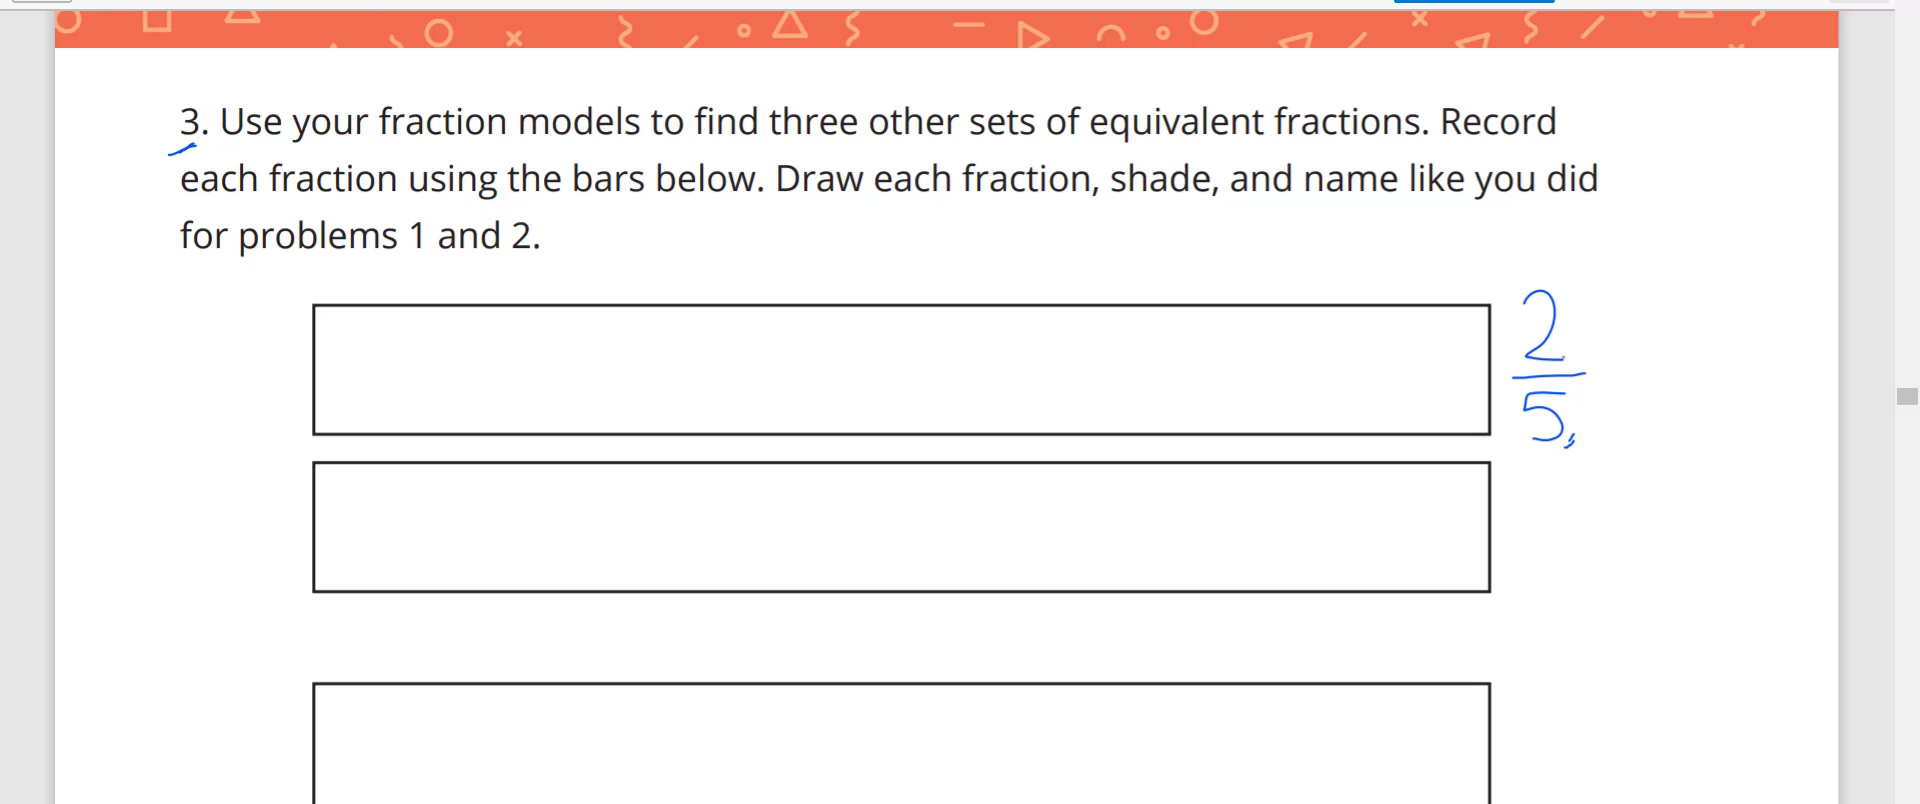 3. Use your fraction models to find three other sets of equivalent fractions. Record
each fraction using the bars below. Draw each fraction, shade, and name like you did
for problems 1 and 2.
2
5